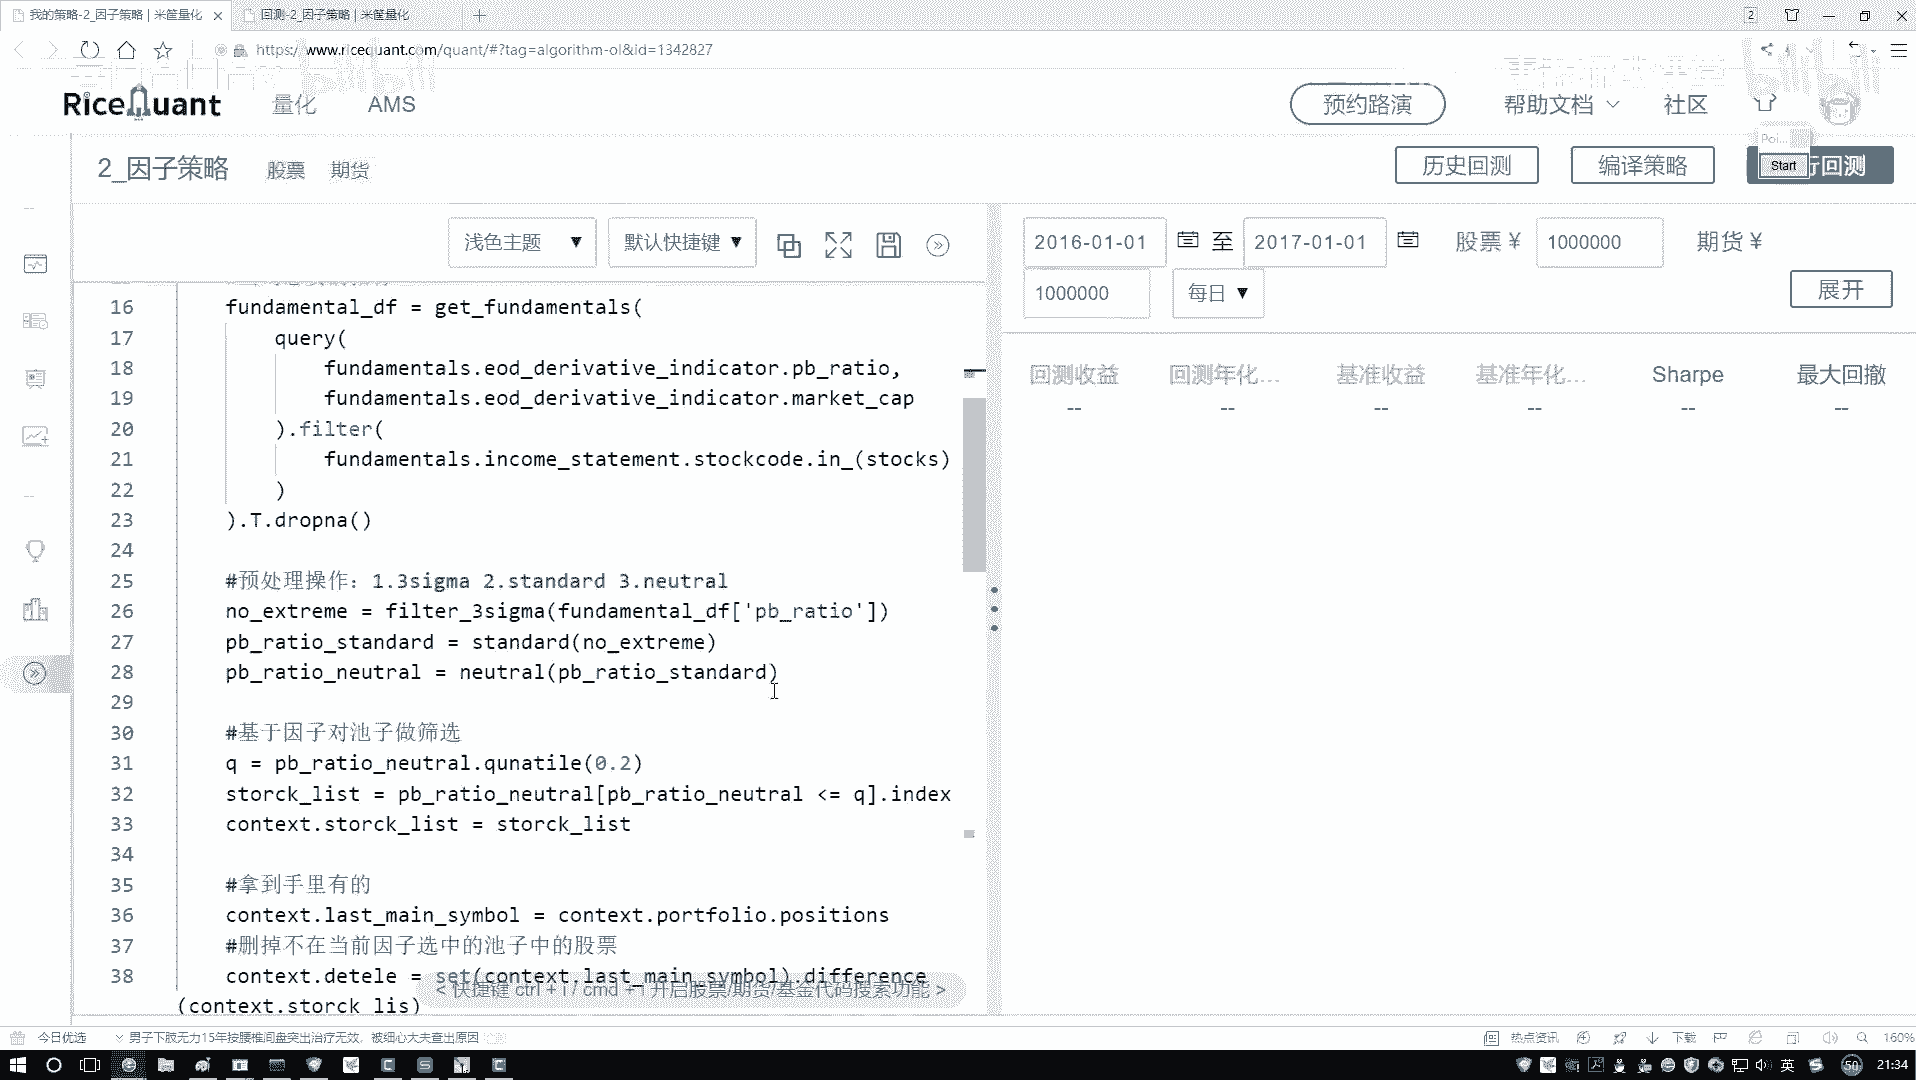 我的策略-2_因子策略 | 米筐量化
回测-2_因子策略 | 米筐量化
2
https://www.ricequant.com/quant/#?tag=algorithm-ol&id=1342827
RiceQuant
量化
AMS
预约路演
帮助文档
社区
2_因子策略
股票
期货
历史回测
编译策略
行回测
Poi...
Start
浅色主题
默认快捷键
2016-01-01 至 2017-01-01 股票 ¥ 1000000 期货 ¥
1000000 每日
展开
回测收益 回测年化... 基准收益 基准年化... Sharpe 最大回撤
-- -- -- -- -- --
16 fundamental_df = get_fundamentals(
17 query(
18 fundamentals.eod_derivative_indicator.pb_ratio,
19 fundamentals.eod_derivative_indicator.market_cap
20 ).filter(
21 fundamentals.income_statement.stockcode.in_(stocks)
22 )
23 ).T.dropna()
24
25 #预处理操作：1.3sigma 2.standard 3.neutral
26 no_extreme = filter_3sigma(fundamental_df['pb_ratio'])
27 pb_ratio_standard = standard(no_extreme)
28 pb_ratio_neutral = neutral(pb_ratio_standard)
29
30 #基于因子对池子做筛选
31 q = pb_ratio_neutral.qunatile(0.2)
32 storck_list = pb_ratio_neutral[pb_ratio_neutral <= q].index
33 context.storck_list = storck_list
34
35 #拿到手里有的
36 context.last_main_symbol = context.portfolio.positions
37 #删掉不在当前因子选中的池子中的股票
38 context.detele = set(context.last_main_symbol).difference
(context.storck_lis)
< 快捷键 ctrl + i / cmd + i 开启股票/期货/基金代码搜索功能 >
今日优选
男子下肢无力15年按腰椎间盘突出治疗无效，被细心大夫查出原因
热点资讯
下载
160%
英
50
21:34